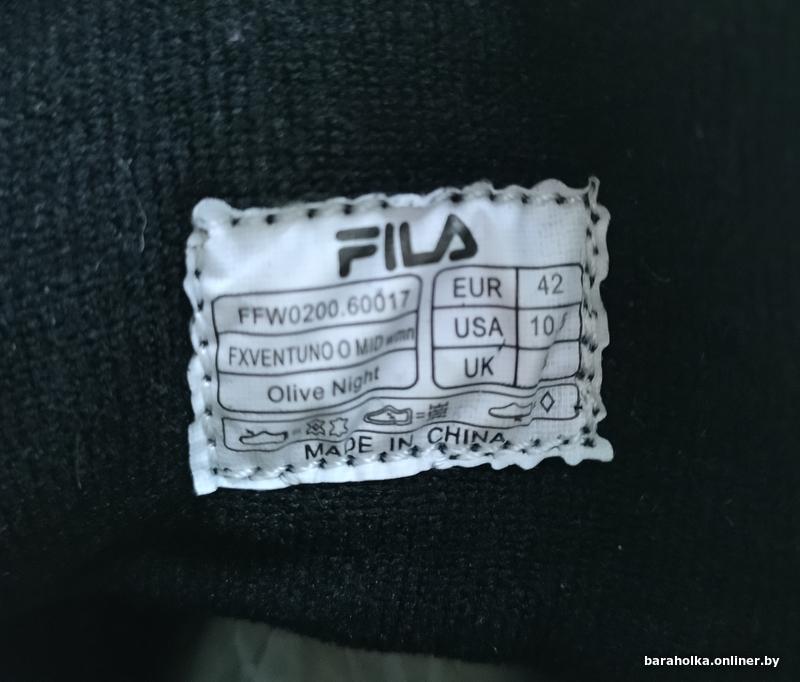 FILA
FFW0200.60017
FXVENTUNO O MID wmn
Olive Night
EUR 42
USA 10
UK
MADE IN CHINA
baraholka.onliner.by